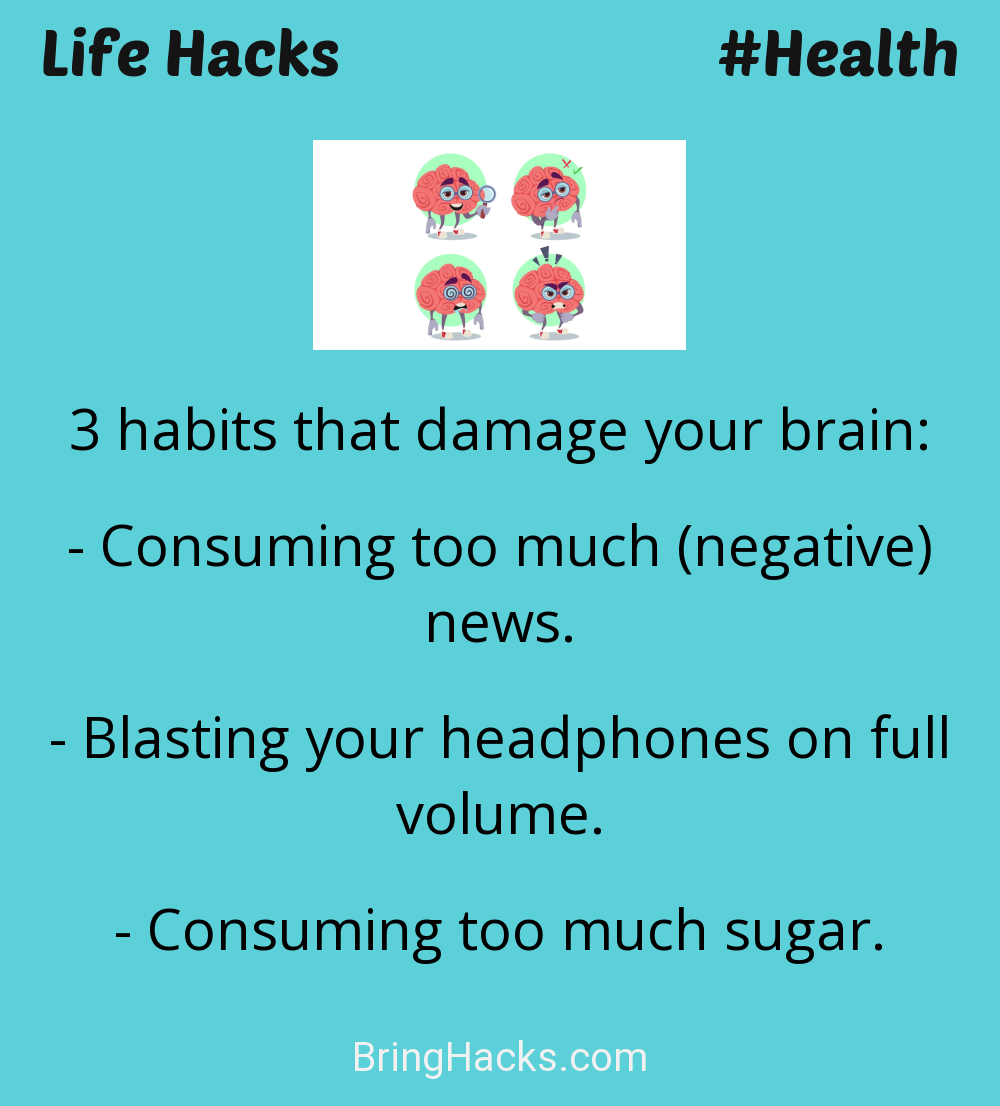 Life Hacks #Health
3 habits that damage your brain:
- Consuming too much (negative)
news.
- Blasting your headphones on full
volume.
- Consuming too much sugar.
BringHacks.com